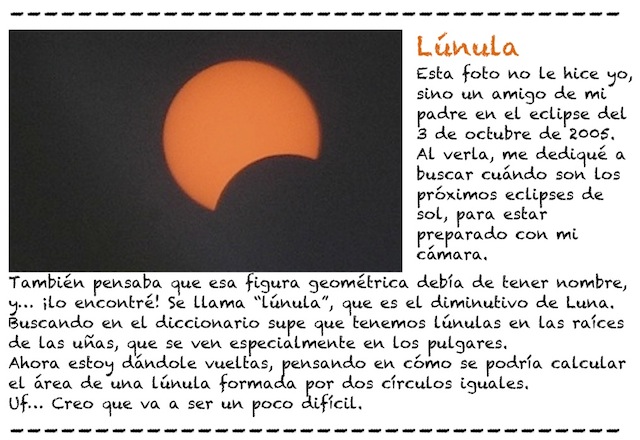 Lúnula
Esta foto no le hice yo,
sino un amigo de mi
padre en el eclipse del
3 de octubre de 2005.
Al verla, me dediqué a
buscar cuándo son los
próximos eclipses de
sol, para estar
preparado con mi
cámara.
También pensaba que esa figura geométrica debía de tener nombre,
y... ¡lo encontré! Se llama “lúnula”, que es el diminutivo de Luna.
Buscando en el diccionario supe que tenemos lúnulas en las raíces
de las uñas, que se ven especialmente en los pulgares.
Ahora estoy dándole vueltas, pensando en cómo se podría calcular
el área de una lúnula formada por dos círculos iguales.
Uf... Creo que va a ser un poco difícil.